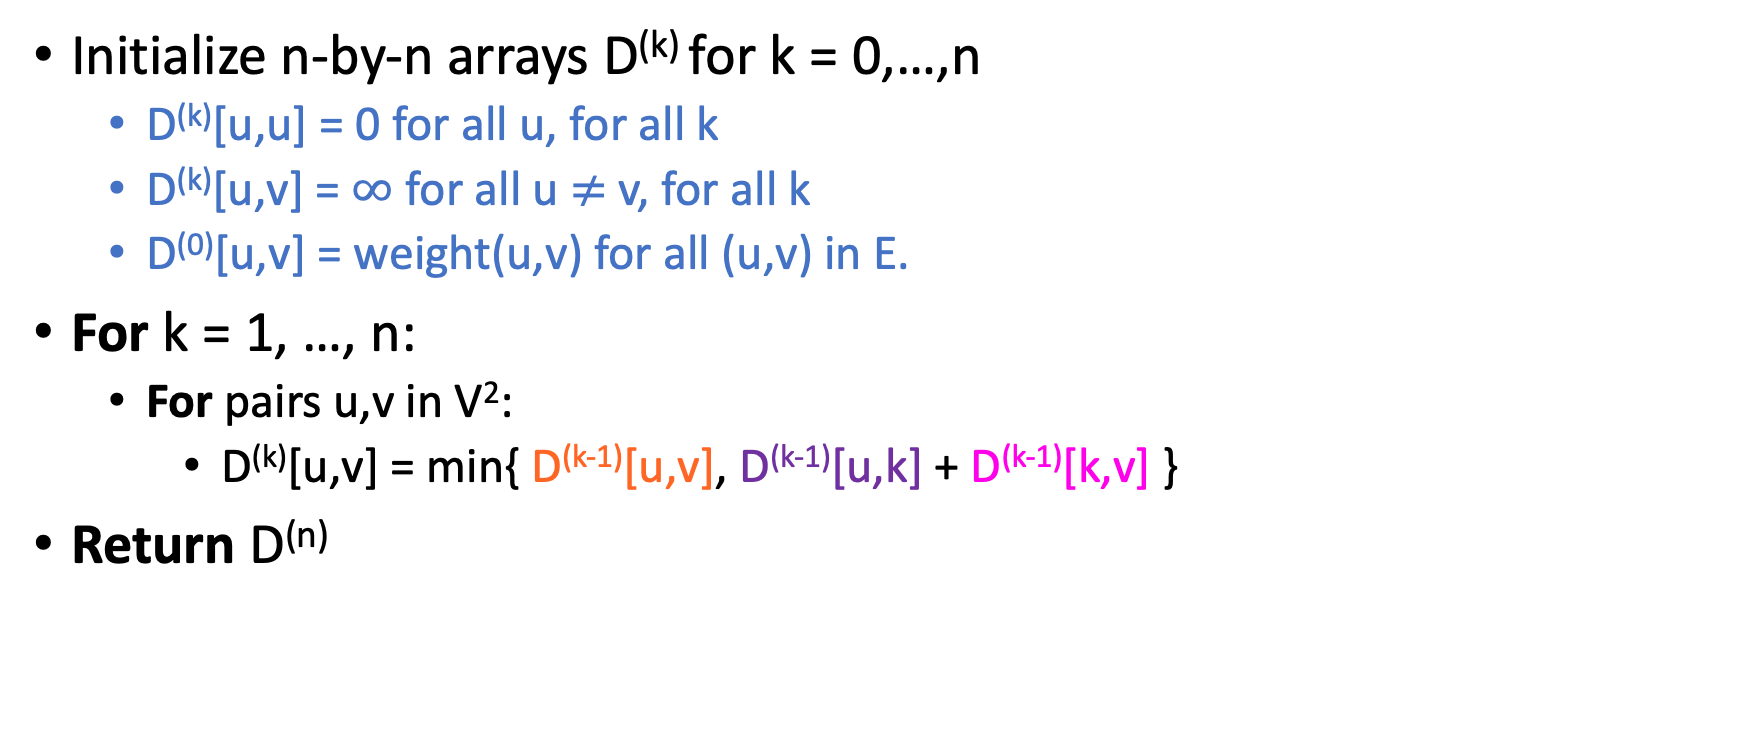 • Initialize n-by-n arrays D⁽ᵏ⁾ for k = 0,…,n
• D⁽ᵏ⁾[u,u] = 0 for all u, for all k
• D⁽ᵏ⁾[u,v] = ∞ for all u ≠ v, for all k
• D⁽⁰⁾[u,v] = weight(u,v) for all (u,v) in E.
• For k = 1, …, n:
• For pairs u,v in V²:
• D⁽ᵏ⁾[u,v] = min{ D⁽ᵏ⁻¹⁾[u,v], D⁽ᵏ⁻¹⁾[u,k] + D⁽ᵏ⁻¹⁾[k,v] }
• Return D⁽ⁿ⁾